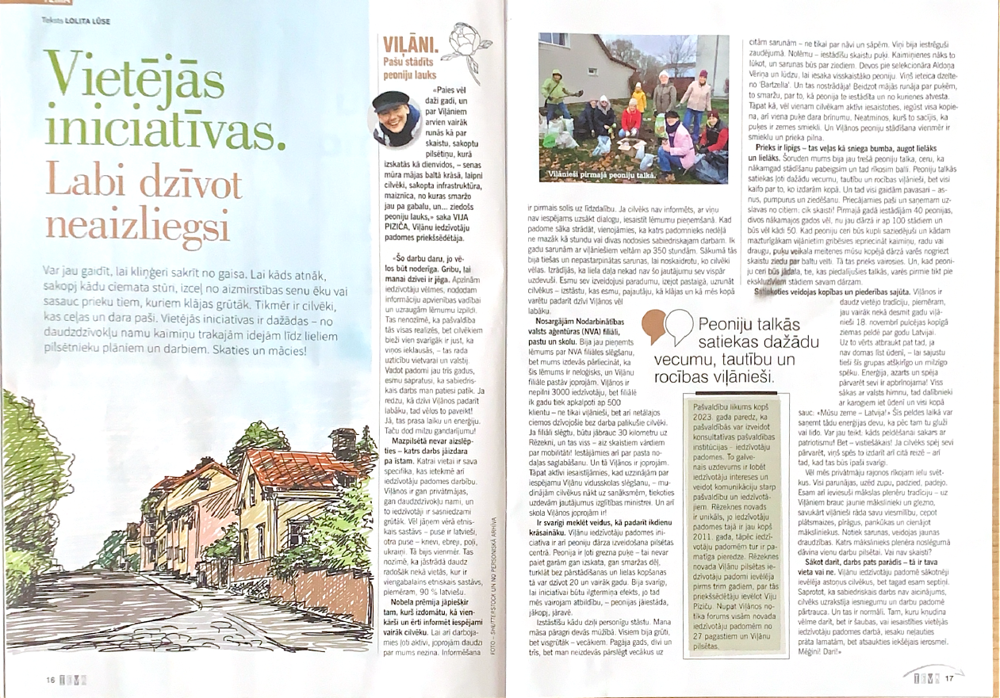 TĒMA
Teksts LOLITA LŪSE
Vietējās
iniciatīvas.
Labi dzīvot
neaizliegsi
Var jau gaidīt, lai kliņģeri sakrīt no gaisa. Lai kāds atnāk,
sakopj kādu ciemata stūri, izceļ no aizmirstības senu ēku vai
sasauc prieku tiem, kuriem klājas grūtāk. Tikmēr ir cilvēki,
kas ceļas un dara paši. Vietējās iniciatīvas ir dažādas – no
daudzdzīvokļu namu kaimiņu trakajām idejām līdz lieliem
pilsētnieku plāniem un darbiem. Skaties un mācies!
16
VIĻĀNI.
Pašu stādīts
peoniju lauks
«Paies vēl
daži gadi, un
par Viļāniem
arvien vairāk
runās kā par
skaistu, sakoptu
pilsētiņu, kurā
izskatās kā dienvidos, – senas
mūra mājas baltā krāsā, laipni
cilvēki, sakopta infrastruktūra,
maiznīca, no kuras smaržo
jau pa gabalu, un... ziedošs
peoniju lauks,» saka VIJA
PIZIČA, Viļānu iedzīvotāju
padomes priekšsēdētāja.
«Šo darbu daru, jo vē-
los būt noderīga. Gribu, lai
manai dzīvei ir jēga. Apzinām
iedzīvotāju vēlmes, nododam
informāciju apvienības vadībai
un uzraugām lēmumu izpildi.
Tas nenozīmē, ka pašvaldība
tās visas realizēs, bet cilvēkiem
bieži vien svarīgāk ir just, ka
viņos ieklausās, – tas rada
uzticību vietvarai un valstij.
Vadot padomi jau trīs gadus,
esmu sapratusi, ka sabiedris-
kais darbs man patiesi patīk. Ja
redzu, kā dzīvi Viļānos padarīt
labāku, tad vēlos to paveikt!
Jā, tas prasa laiku un enerģiju.
Taču dod milzu gandarījumu!
Mazpilsētā nevar aizslēp-
ties – katrs darbs jāizdara
pa īstam. Katrai vietai ir sava
specifika, kas ietekmē arī
iedzīvotāju padomes darbību.
Viļānos ir gan privātmājas,
gan daudzdzīvokļu nami, un
to iedzīvotāji ir sasniedzami
grūtāk. Vēl jāņem vērā etnis-
kais sastāvs – puse ir latvieši,
otra puse – krievi, ebreji, poļi,
ukraiņi. Tā bijis vienmēr. Tas
nozīmē, ka jāstrādā daudz
radošāk nekā vietās, kur ir
viengabalains etniskais sastāvs,
piemēram, 90 % latviešu.
Nobela prēmija jāpiešķir
tam, kurš izdomātu, kā vien-
kārši un ērti informēt iespējami
vairāk cilvēku. Lai arī darboja-
mies ļoti aktīvi, joprojām daudzi
par mums nezina. Informēšana
FOTO – SHUTTERSTOCK UN NO PERSONISKĀ ARHĪVA
Viļānieši pirmajā peoniju talkā.
ir pirmais solis uz līdzdalību. Ja cilvēks nav informēts, ar viņu
nav iespējams uzsākt dialogu, iesaistīt lēmumu pieņemšanā. Kad
padome sāka strādāt, vienojāmies, ka katrs padomnieks nedēļā
ne mazāk kā stundu vai divas nodosies sabiedriskajam darbam. Ik
gadu sarunām ar viļāniešiem veltām ap 350 stundām. Sākumā tās
bija tiešas un nepastarpinātas sarunas, lai noskaidrotu, ko cilvēki
vēlas. Izrādījās, ka liela daļa nekad nav šo jautājumu sev vispār
uzdevuši. Esmu sev izveidojusi paradumu, izejot pastaigā, uzrunāt
cilvēkus – izstāstu, kas esmu, pajautāju, kā klājas un kā mēs kopā
varētu padarīt dzīvi Viļānos vēl
labāku.
Nosargājām Nodarbinātības
valsts aģentūras (NVA) filiāli,
pastu un skolu. Bija jau pieņemts
lēmums par NVA filiāles slēgšanu,
bet mums izdevās pārliecināt, ka
šis lēmums ir neloģisks, un Viļānu
filiāle pastāv joprojām. Viļānos ir
nepilni 3000 iedzīvotāju, bet filiālē
ik gadu tiek apkalpoti ap 500
klientu – ne tikai viļānieši, bet arī netālajos
ciemos dzīvojošie bez darba palikušie cilvēki.
Ja filiāli slēgtu, būtu jābrauc 30 kilometru uz
Rēzekni, un tas viss – aiz skaistiem vārdiem
par mobilitāti! Iestājāmies arī par pasta no-
daļas saglabāšanu. Un tā Viļānos ir joprojām.
Tāpat aktīvi iesaistījāmies, kad uzzinājām par
iespējamu Viļānu vidusskolas slēgšanu, – mu-
dinājām cilvēkus nākt uz sanāksmēm, tiekoties
uzdevām jautājumus izglītības ministrei. Un arī
skola Viļānos joprojām ir!
Ir svarīgi meklēt veidus, kā padarīt ikdienu
krāsaināku. Viļānu iedzīvotāju padomes ini-
ciatīva ir arī peoniju dārza izveidošana pilsētas
centrā. Peonija ir ļoti grezna puķe – tai nevar
paiet garām gan izskata, gan smaržas dēļ,
turklāt bez pārstādīšanas un lielas kopšanas
tā var dzīvot 20 un vairāk gadu. Bija svarīgi,
lai iniciatīvai būtu ilgtermiņa efekts, jo tad
mēs vairojam atbildību, – peonijas jāiestāda,
jākopj, jāravē.
Izstāstīšu kādu dziļi personīgu stāstu. Mana
māsa pāragri devās mūžībā. Visiem bija grūti,
bet visgrūtāk – vecākiem. Pagāja gads, divi un
trīs, bet man neizdevās pārslēgt vecākus uz
Peoniju talkās
satiekas dažādu
vecumu, tautību un
rocības viļānieši.
Pašvaldību likums kopš
2023. gada paredz, ka
pašvaldībās var izveidot
konsultatīvas pašvaldības
institūcijas - iedzīvotāju
padomes. To galve-
nais uzdevums ir lobēt
iedzīvotāju intereses un
veidot komunikāciju starp
pašvaldību un iedzīvotā-
jiem. Rēzeknes novads
ir unikāls, jo iedzīvotāju
padomes tajā ir jau kopš
2011. gada, tāpēc iedzī-
votāju padomēm tur ir pa-
matīga pieredze. Rēzeknes
novada Viļānu pilsētas ie-
dzīvotāju padomi ievēlēja
pirms trim gadiem, par tās
priekšsēdētāju ievēlot Viju
Piziču. Nupat Viļānos no-
tika forums visām novada
iedzīvotāju padomēm no
27 pagastiem un Viļānu
pilsētas.
citām sarunām – ne tikai par nāvi un sāpēm. Viņi bija iestrēguši
zaudējumā. Nolēmu – iestādīšu skaistu puķi. Kaimiņienes nāks to
lūkot, un sarunas būs par ziediem. Devos pie selekcionāra Aldoņa
Vēriņa un lūdzu, lai iesaka visskaistāko peoniju. Viņš ieteica dzelte-
no 'Bartzella'. Un tas nostrādāja! Beidzot mājās runāja par puķēm,
to smaržu, par to, kā peonija te iestādīta un no kurienes atvesta.
Tāpat kā, vēl vienam cilvēkam aktīvi iesaistoties, iegūst visa kopie-
na, arī viena puķe dara brīnumu. Neatminos, kurš to sacījis, ka
puķes ir zemes smiekli. Un Viļānos peoniju stādīšana vienmēr ir
smieklu un prieka pilna.
Prieks ir lipīgs – tas veļas kā sniega bumba, augot lielāks
un lielāks. Šoruden mums bija jau trešā peoniju talka, ceru, ka
nākamgad stādīšanu pabeigsim un tad rīkosim balli. Peoniju talkās
satiekas ļoti dažādu vecumu, tautību un rocības viļānieši, bet visi
kaifo par to, ko izdarām kopā. Un tad visi gaidām pavasari – as-
nus, pumpurus un ziedēšanu. Priecājamies paši un saņemam uz-
slavas no citiem: cik skaisti! Pirmajā gadā iestādījām 40 peonijas,
divos nākamajos gados vēl, nu jau dārzā ir ap 100 stādiem un
būs vēl kādi 50. Kad peoniju ceri būs kupli saziedējuši un kādam
mazturīgākam viļānietim gribēsies iepriecināt kaimiņu, radu vai
draugu, puķu veikala meitenes mūsu kopējā dārzā varēs nogriezt
skaistu ziedu par baltu velti. Tā tas prieks vairosies. Un, kad peoni-
ju ceri būs jādala, tie, kas piedalījušies talkās, varēs pirmie tikt pie
ekskluzīviem stādiem savam dārzam.
Satiekoties veidojas kopības un piederības sajūta. Viļānos ir
daudz vietējo tradīciju, piemēram,
jau vairāk nekā desmit gadu viļā-
nieši 18. novembrī pulcējas kopīgā
ziemas peldē par godu Latvijai.
Uz to vērts atbraukt pat tad, ja
nav domas līst ūdenī, – lai sajustu
tieši šīs grupas atšķirīgo un milzīgo
spēku. Enerģija, azarts un spēja
pārvarēt sevi ir apbrīnojama! Viss
sākas ar valsts himnu, tad dalībnieki
ar karogiem iet ūdenī un visi kopā
sauc: «Mūsu zeme – Latvija!» Šīs peldes laikā var
saņemt tādu enerģijas devu, ka pēc tam tu gluži
vai lido. Var jau teikt: kāds peldēšanai sakars ar
patriotismu! Bet – vistiešākais! Ja cilvēks spēj sevi
pārvarēt, viņš spēs to izdarīt arī citā reizē – arī
tad, kad tas būs īpaši svarīgi.
Vēl mēs privātmāju rajonos rīkojam ielu svēt-
kus. Visi parunājas, uzēd zupu, padzied, padejo.
Esam arī ieviesuši mākslas plenēru tradīciju – uz
Viļāniem brauc jaunie mākslinieki un glezno,
savukārt viļānieši rāda savu viesmīlību, cepot
plātsmaizes, pīrāgus, pankūkas un cienājot
māksliniekus. Notiek sarunas, veidojas jaunas
draudzības. Katrs mākslinieks plenēra noslēgumā
dāvina vienu darbu pilsētai. Vai nav skaisti?
Sākot darīt, darbs pats parādīs – tā ir tava
vieta vai ne. Viļānu iedzīvotāju padomē sākotnēji
ievēlēja astoņus cilvēkus, bet tagad esam septiņi.
Saprotot, ka sabiedriskais darbs nav aicinājums,
cilvēks uzrakstīja iesniegumu un darbu padomē
pārtrauca. Un tas ir normāli. Tam, kuru kņudina
vēlme darīt, bet ir šaubas, vai iesaistīties vietējās
iedzīvotāju padomes darbā, iesaku neļauties
prāta lamatām, bet atsaukties iekšējais ierosmei.
Mēģini! Dari!»
17